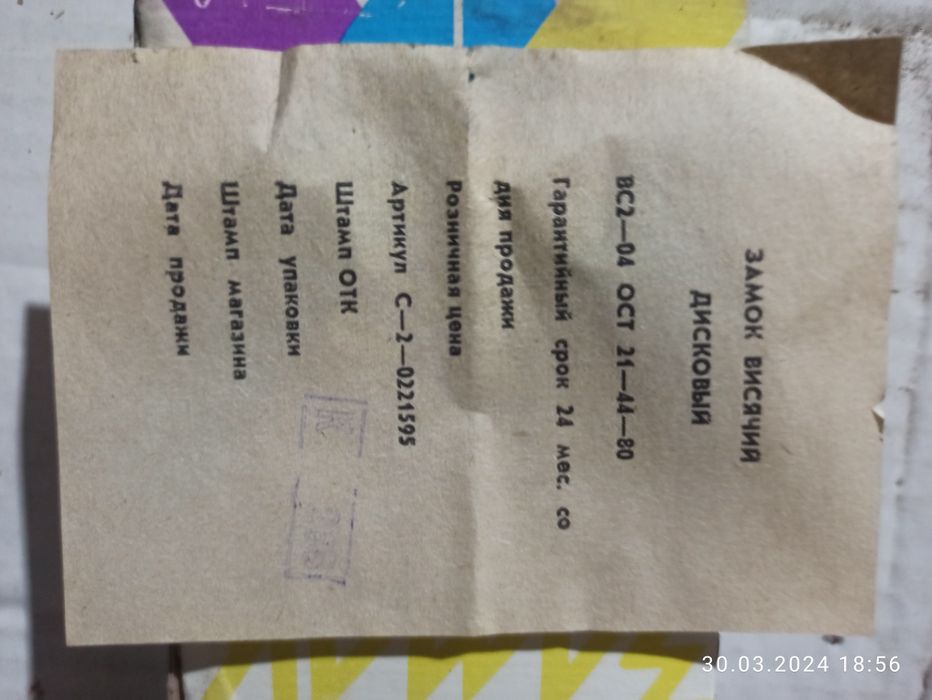 ЗАМОК ВИСЯЧИЙ
ДИСКОВЫЙ
ВС2—04 ОСТ 21—44—80
Гарантийный срок 24 мес. со
дня продажи
Розничная цена
Артикул С—2—0221595
Штамп ОТК
Дата упаковки
Штамп магазина
Дата продажи
К
30.03.2024 18:56